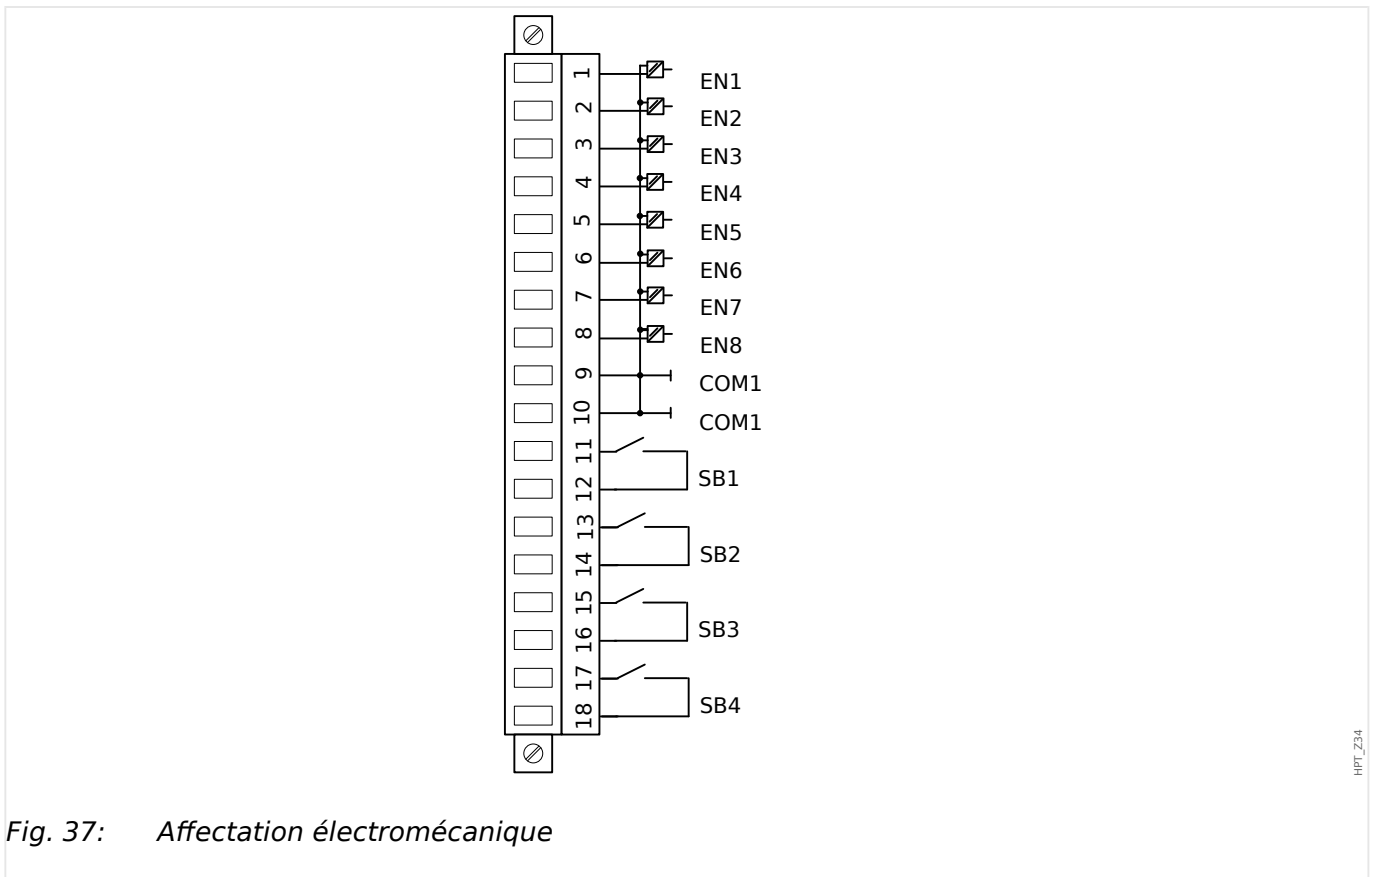 1 EN1
2 EN2
3 EN3
4 EN4
5 EN5
6 EN6
7 EN7
8 EN8
9 COM1
10 COM1
11
SB1
12
13
SB2
14
15
SB3
16
17
SB4
18
HPT_Z34
Fig. 37: Affectation électromécanique